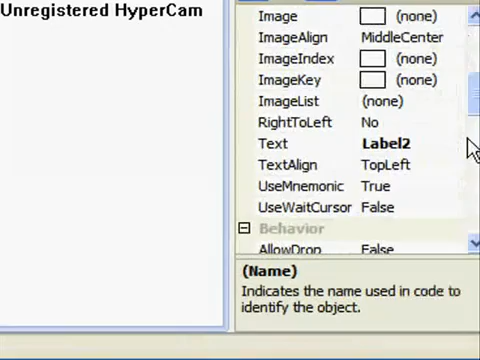 Unregistered HyperCam
Image (none)
ImageAlign MiddleCenter
ImageIndex (none)
ImageKey (none)
ImageList (none)
RightToLeft No
Text Label2
TextAlign TopLeft
UseMnemonic True
UseWaitCursor False
Behavior
AllowDrop False
(Name)
Indicates the name used in code to
identify the object.